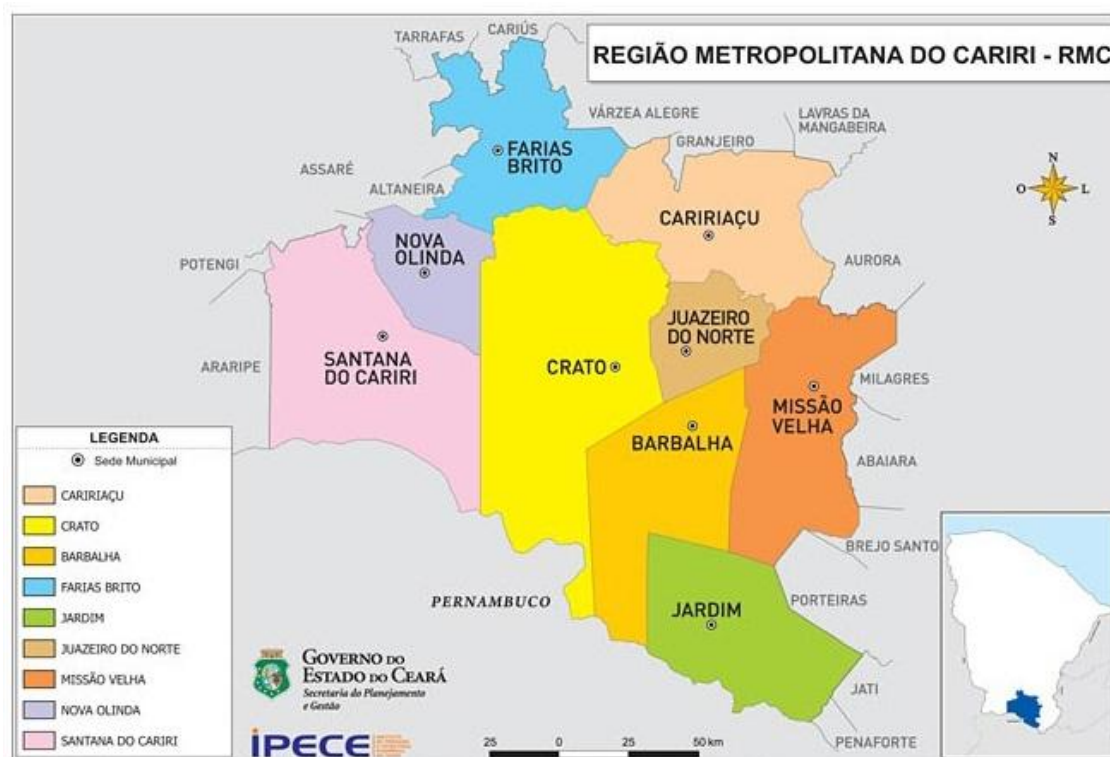 REGIÃO METROPOLITANA DO CARIRI - RMC
TARRAFAS
CARIÚS
VÁRZEA ALEGRE
LAVRAS DA
MANGABEIRA
GRANJEIRO
FARIAS
BRITO
ASSARÉ
ALTANEIRA
N
O
L
S
CARIRIAÇU
NOVA
OLINDA
POTENGI
AURORA
JUAZEIRO
DO NORTE
SANTANA
DO CARIRI
ARARIPE
CRATO
MILAGRES
MISSÃO
VELHA
BARBALHA
ABAIARA
BREJO SANTO
PERNAMBUCO
PORTEIRAS
JARDIM
JATI
PENAFORTE
LEGENDA
Sede Municipal
CARIRIAÇU
CRATO
BARBALHA
FARIAS BRITO
JARDIM
JUAZEIRO DO NORTE
MISSÃO VELHA
NOVA OLINDA
SANTANA DO CARIRI
GOVERNO DO
ESTADO DO CEARÁ
Secretaria do Planejamento
e Gestão
IPECE
25 0 25 50 km